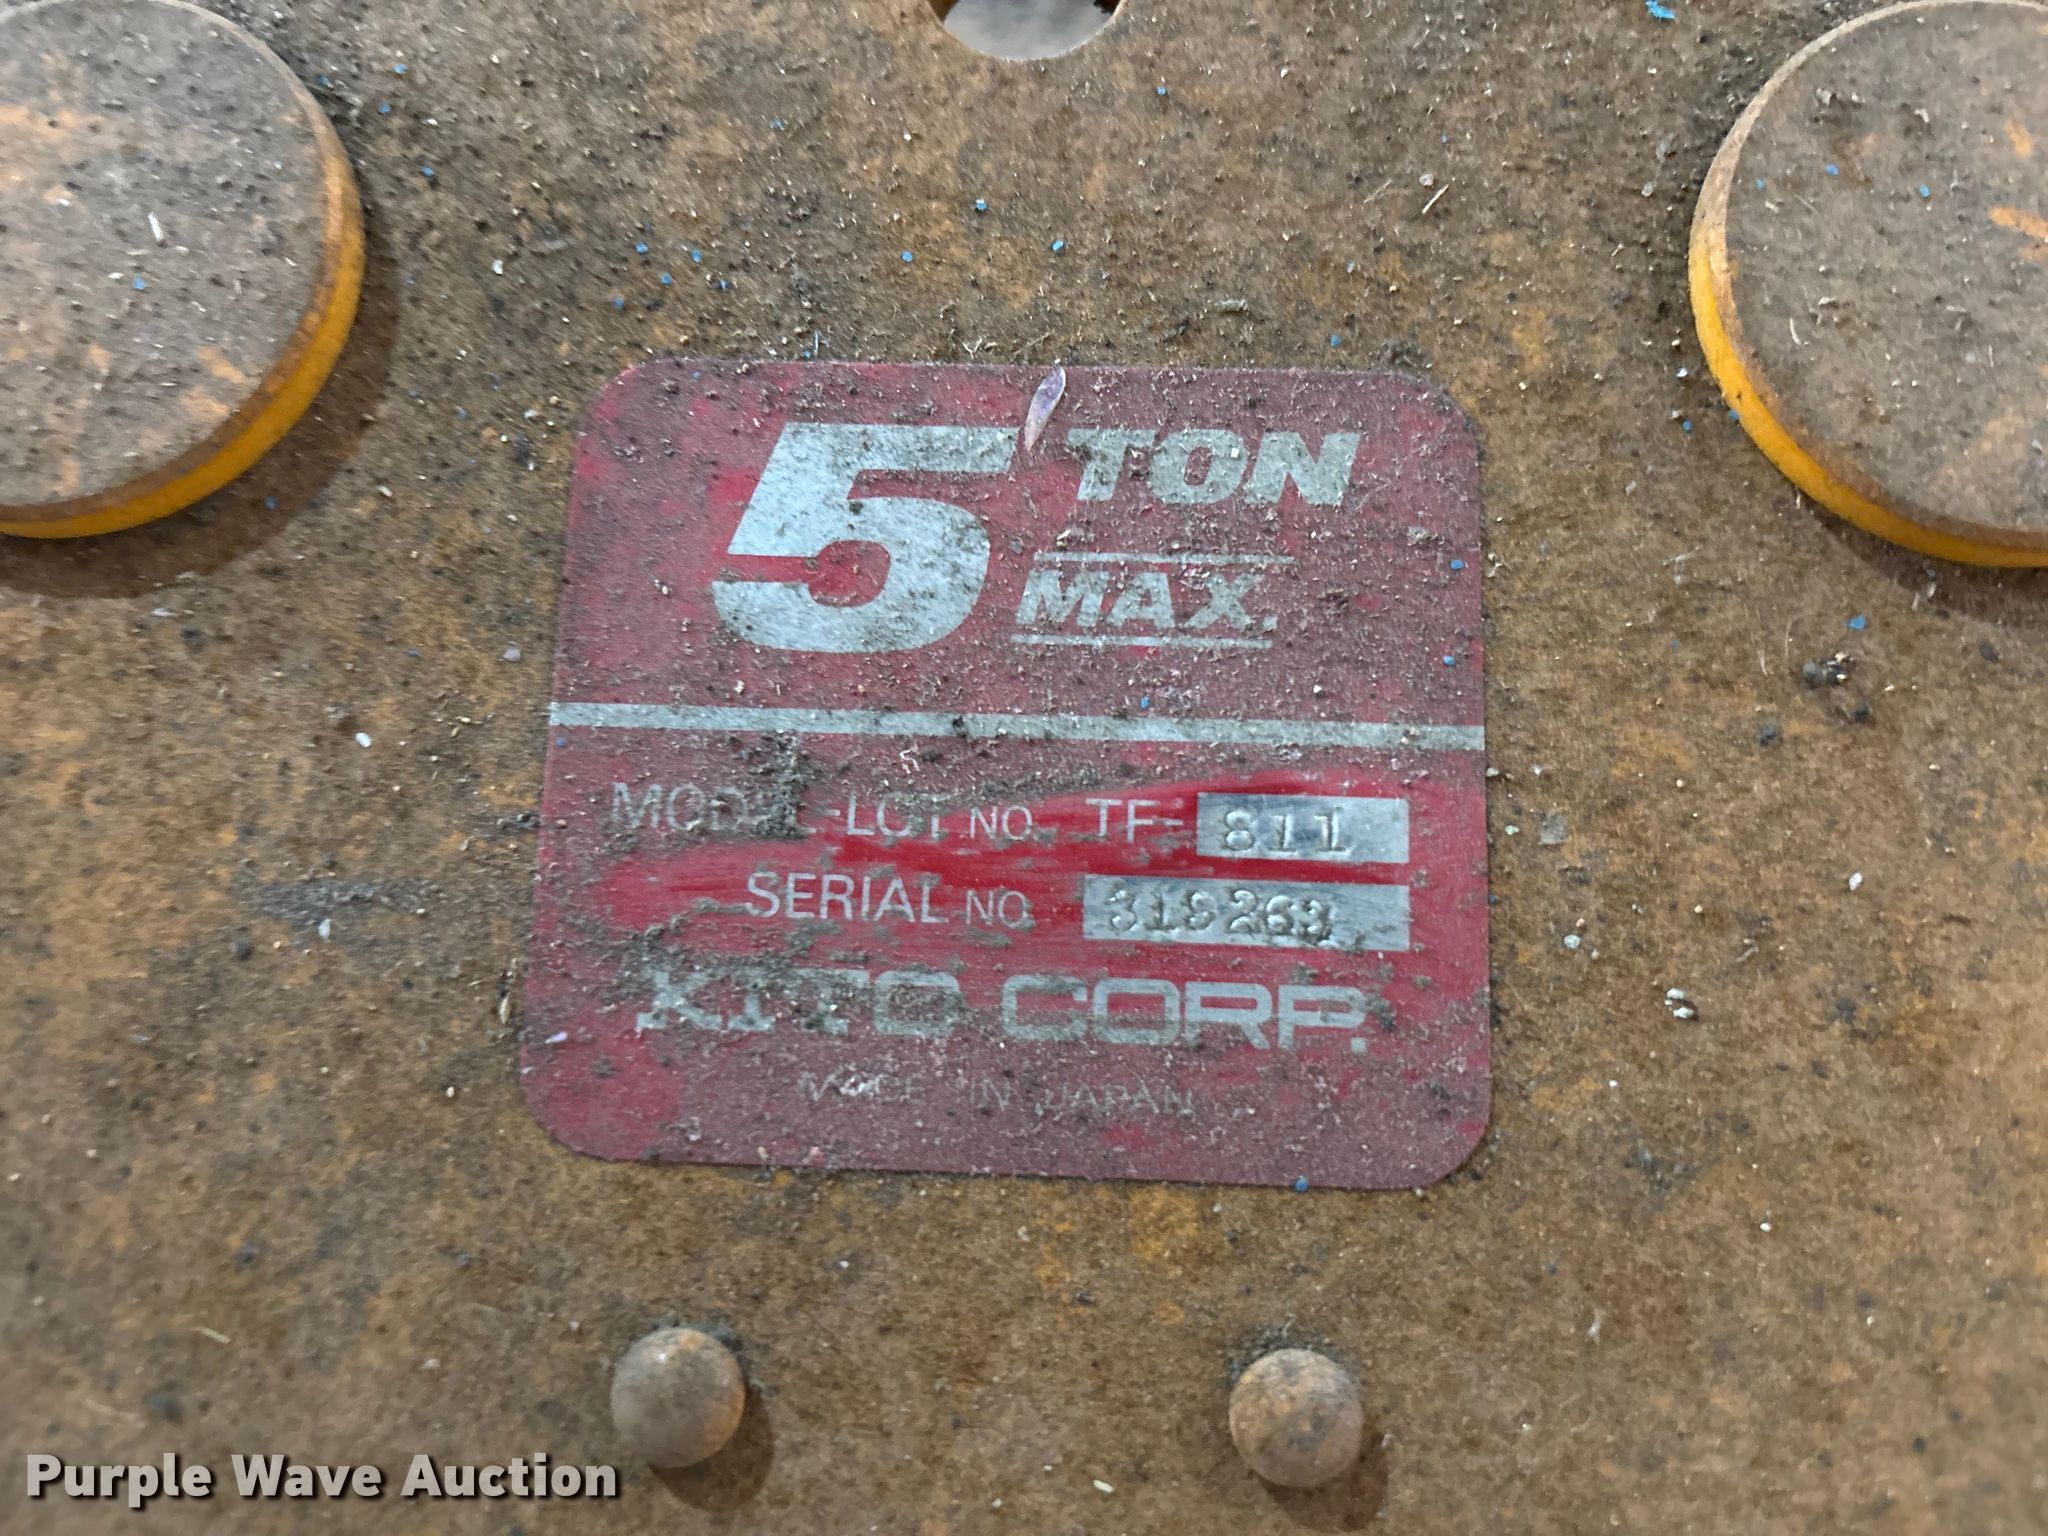 5 TON
MAX.
MODEL-LOT NO. TF-811
SERIAL NO. 319263
KITO CORP.
MADE IN JAPAN
Purple Wave Auction